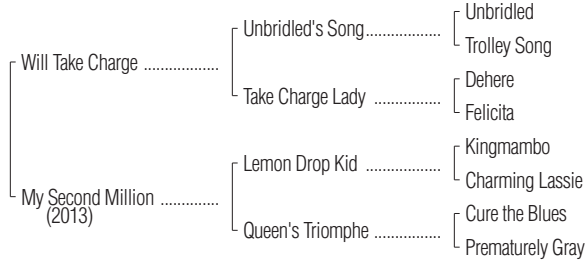 Unbridled
Unbridled's Song..................
Trolley Song
Will Take Charge ..................
Dehere
Take Charge Lady ................
Felicita
Kingmambo
Lemon Drop Kid ..................
Charming Lassie
My Second Million ..............
(2013)
Cure the Blues
Queen's Triomphe ................
Prematurely Gray